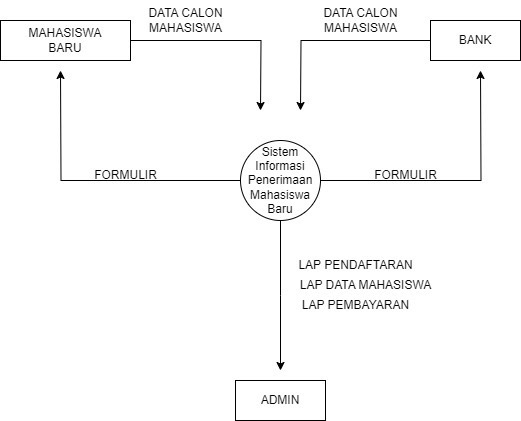 DATA CALON
MAHASISWA
DATA CALON
MAHASISWA
MAHASISWA
BARU
BANK
Sistem
Informasi
Penerimaan
Mahasiswa
Baru
FORMULIR
FORMULIR
LAP PENDAFTARAN
LAP DATA MAHASISWA
LAP PEMBAYARAN
ADMIN